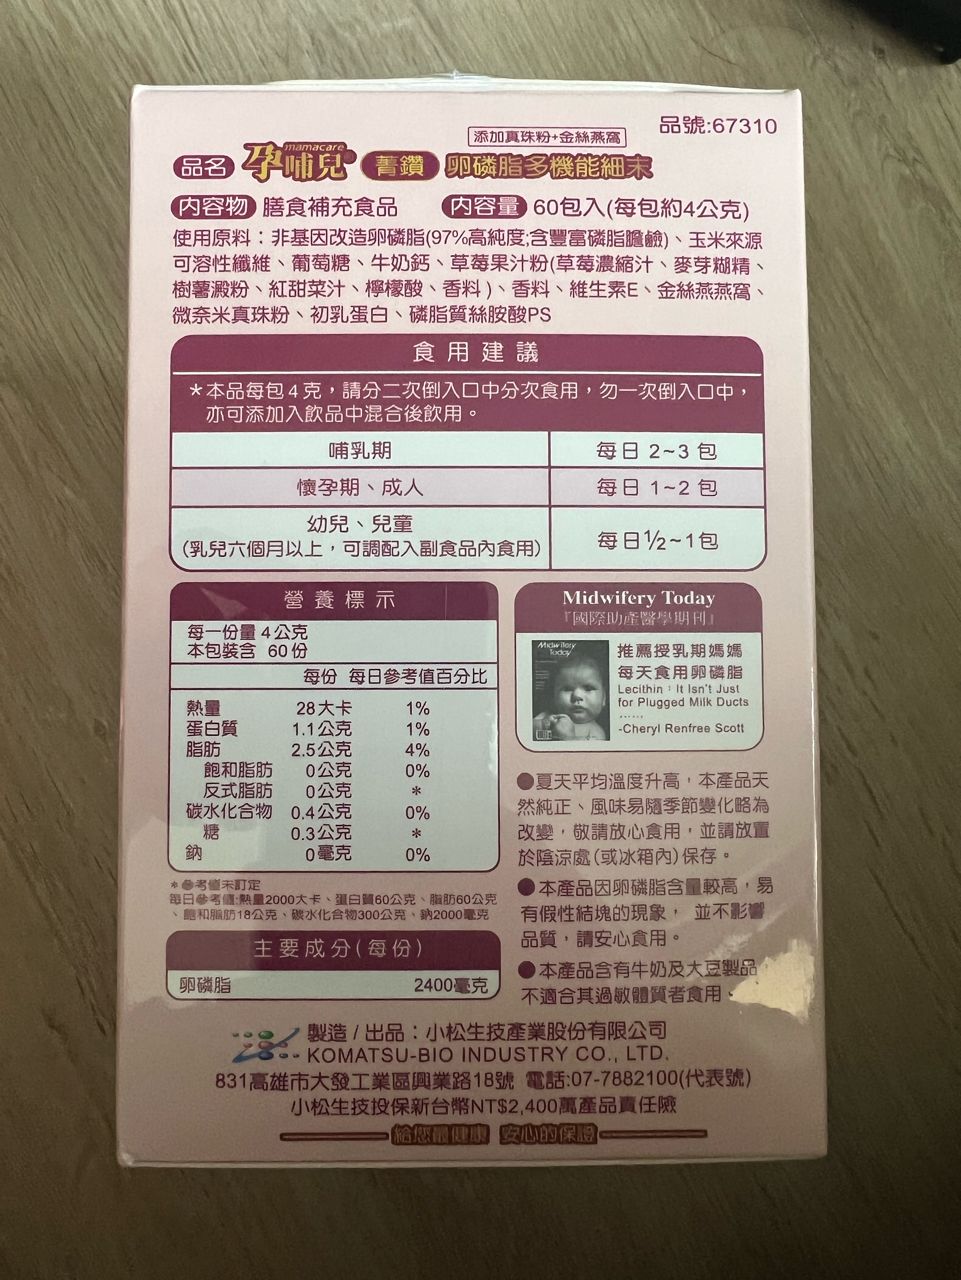 品號:67310
添加真珠粉+金絲燕窩
品名 孕哺兒 mamacare ® 菁鑽 卵磷脂多機能細末
內容物 膳食補充食品 內容量 60包入(每包約4公克)
使用原料：非基因改造卵磷脂(97%高純度;含豐富磷脂膽鹼)、玉米來源
可溶性纖維、葡萄糖、牛奶鈣、草莓果汁粉(草莓濃縮汁、麥芽糊精、
樹薯澱粉、紅甜菜汁、檸檬酸、香料)、香料、維生素E、金絲燕燕窩、
微奈米真珠粉、初乳蛋白、磷脂質絲胺酸PS
食用建議
*本品每包4克，請分二次倒入口中分次食用，勿一次倒入口中，
亦可添加入飲品中混合後飲用。
哺乳期 每日 2~3 包
懷孕期、成人 每日 1~2 包
幼兒、兒童
(乳兒六個月以上，可調配入副食品內食用) 每日½~1包
營養標示
每一份量 4公克
本包裝含 60份
每份 每日參考值百分比
熱量 28大卡 1%
蛋白質 1.1公克 1%
脂肪 2.5公克 4%
飽和脂肪 0公克 0%
反式脂肪 0公克 *
碳水化合物 0.4公克 0%
糖 0.3公克 *
鈉 0毫克 0%
*參考值未訂定
每日參考值:熱量2000大卡、蛋白質60公克、脂肪60公克
、飽和脂肪18公克、碳水化合物300公克、鈉2000毫克
主要成分(每份)
卵磷脂 2400毫克
Midwifery Today
『國際助產醫學期刊』
Midwifery
Today
推薦授乳期媽媽
每天食用卵磷脂
Lecithin：It Isn't Just
for Plugged Milk Ducts
......
-Cheryl Renfree Scott
●夏天平均溫度升高，本產品天
然純正、風味易隨季節變化略為
改變，敬請放心食用，並請放置
於陰涼處(或冰箱內)保存。
●本產品因卵磷脂含量較高，易
有假性結塊的現象， 並不影響
品質，請安心食用。
●本產品含有牛奶及大豆製品
不適合其過敏體質者食用
製造/出品：小松生技產業股份有限公司
KOMATSU-BIO INDUSTRY CO., LTD.
831高雄市大發工業區興業路18號 電話:07-7882100(代表號)
小松生技投保新台幣NT$2,400萬產品責任險
給您最健康 安心的保證